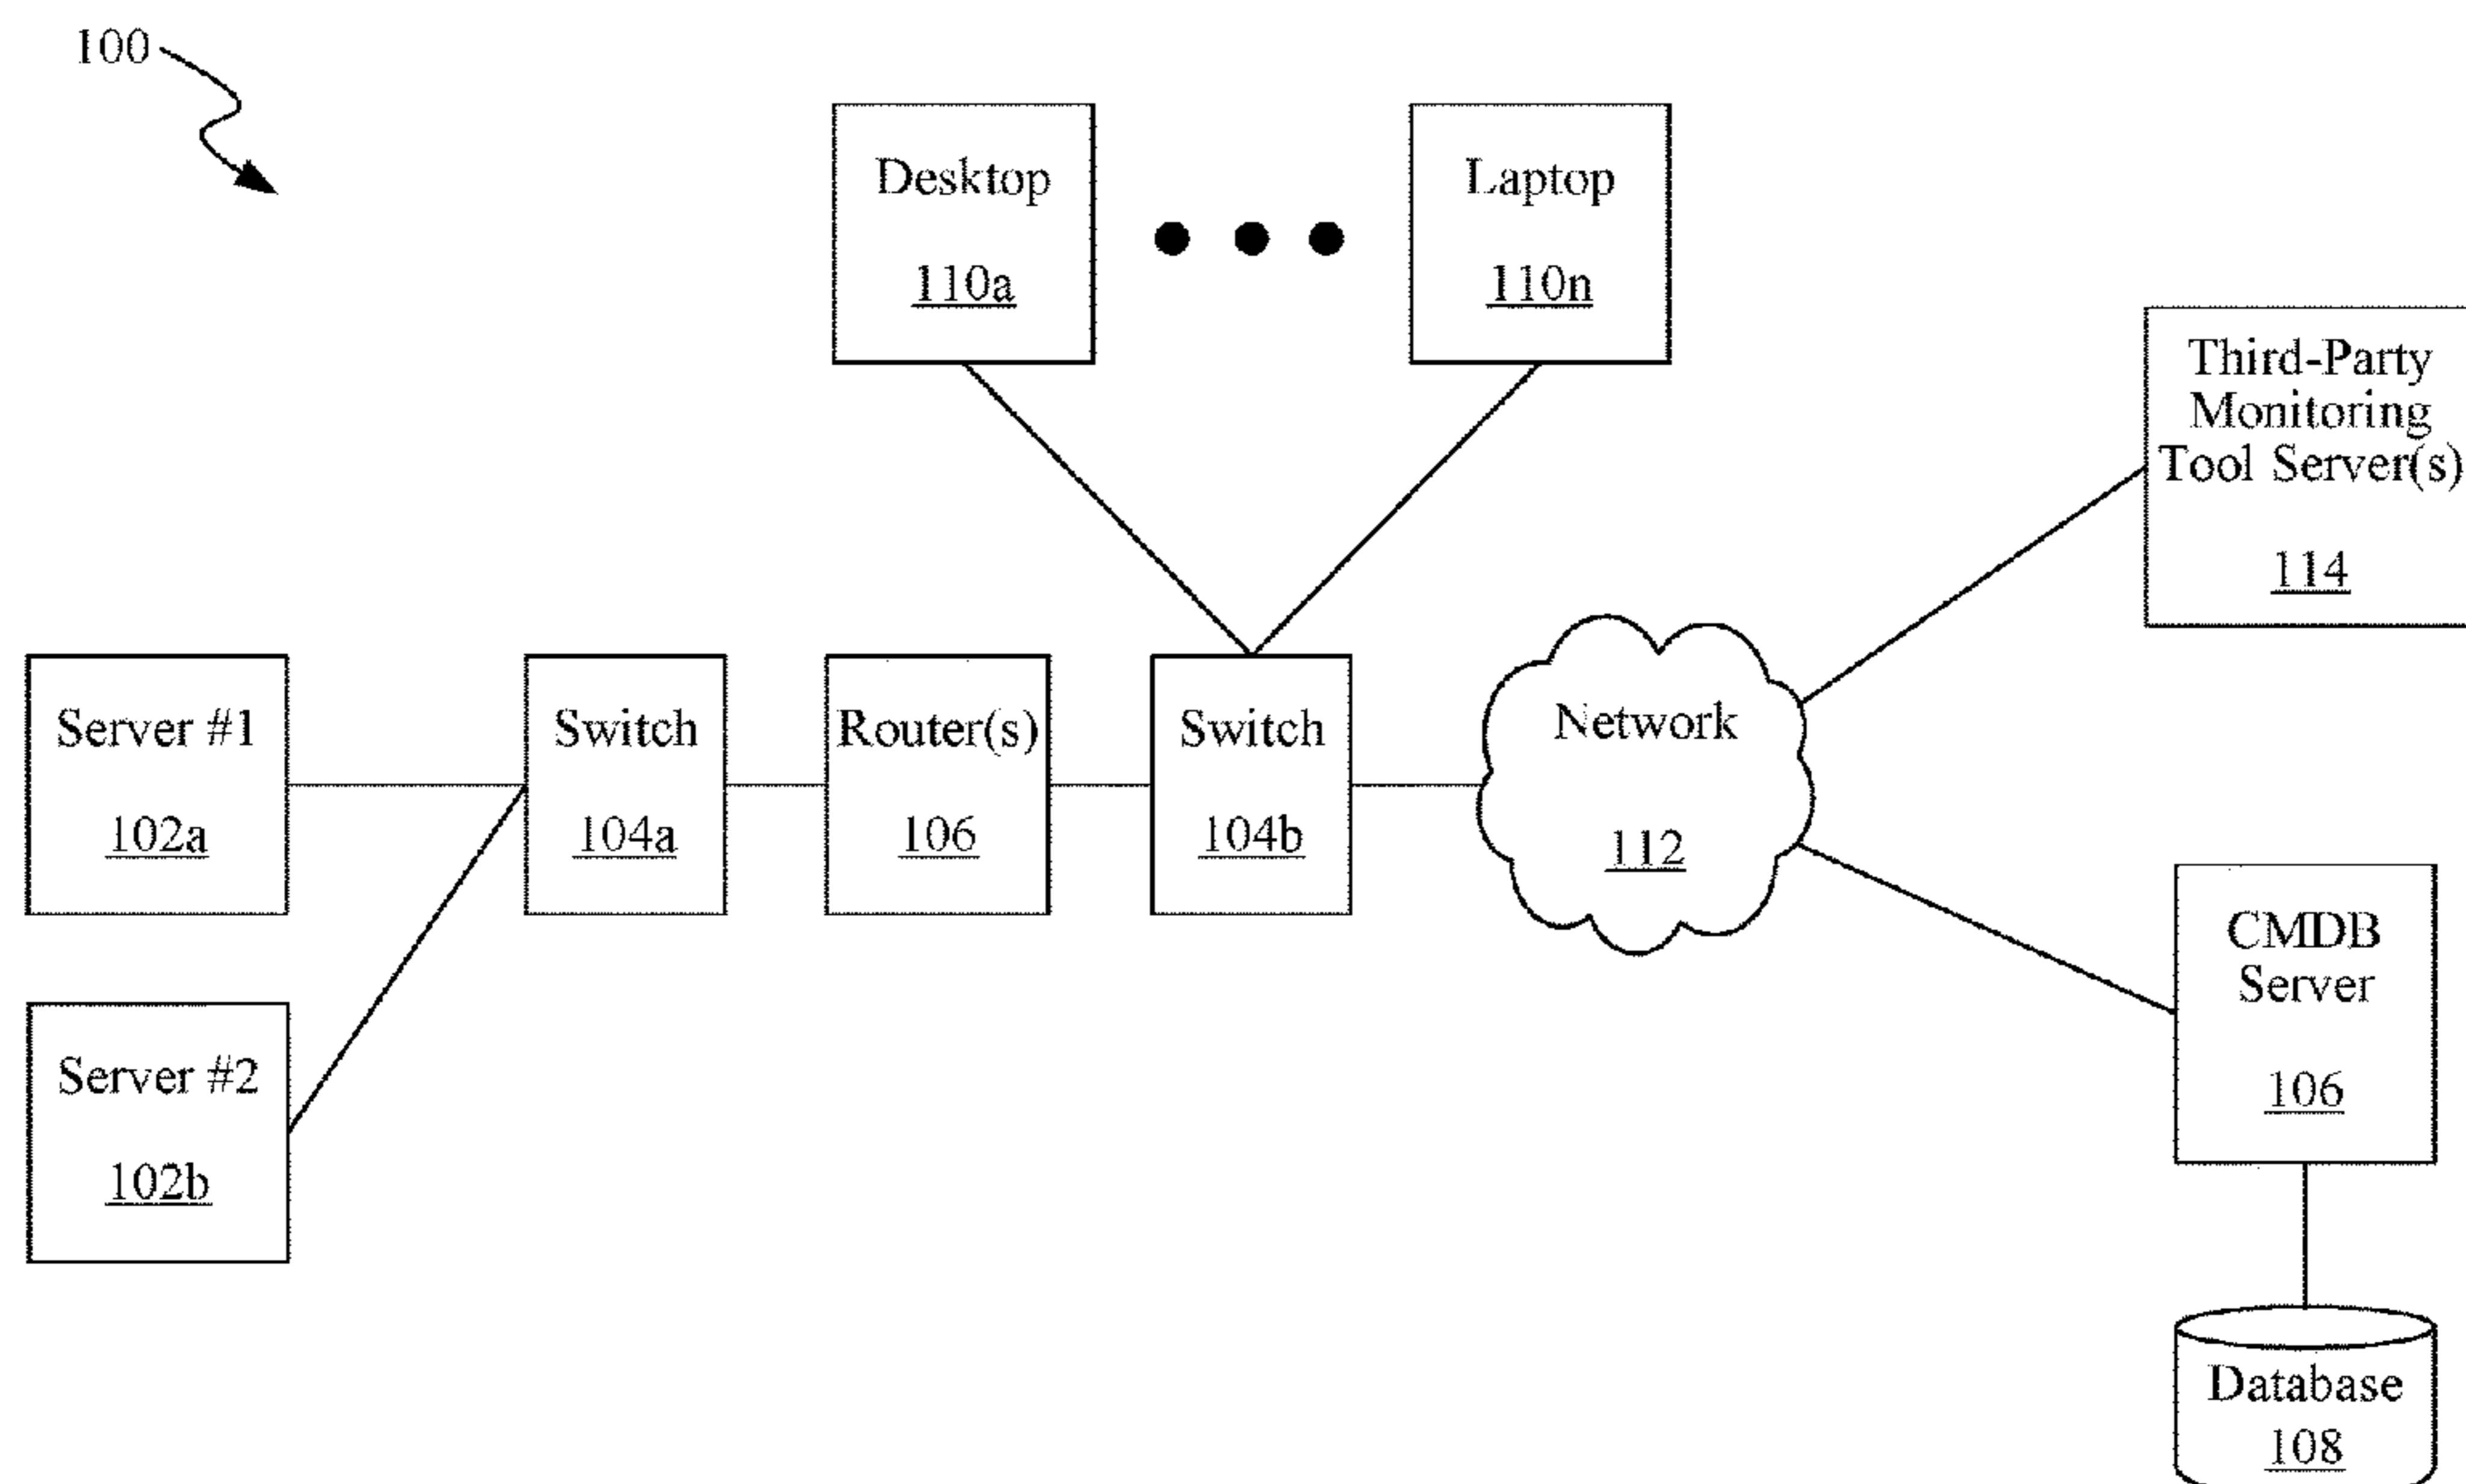 100
Desktop
110a
Laptop
110n
Third-Party
Monitoring
Tool Server(s)
114
Server #1
102a
Switch
104a
Router(s)
106
Switch
104b
Network
112
CMDB
Server
106
Server #2
102b
Database
108